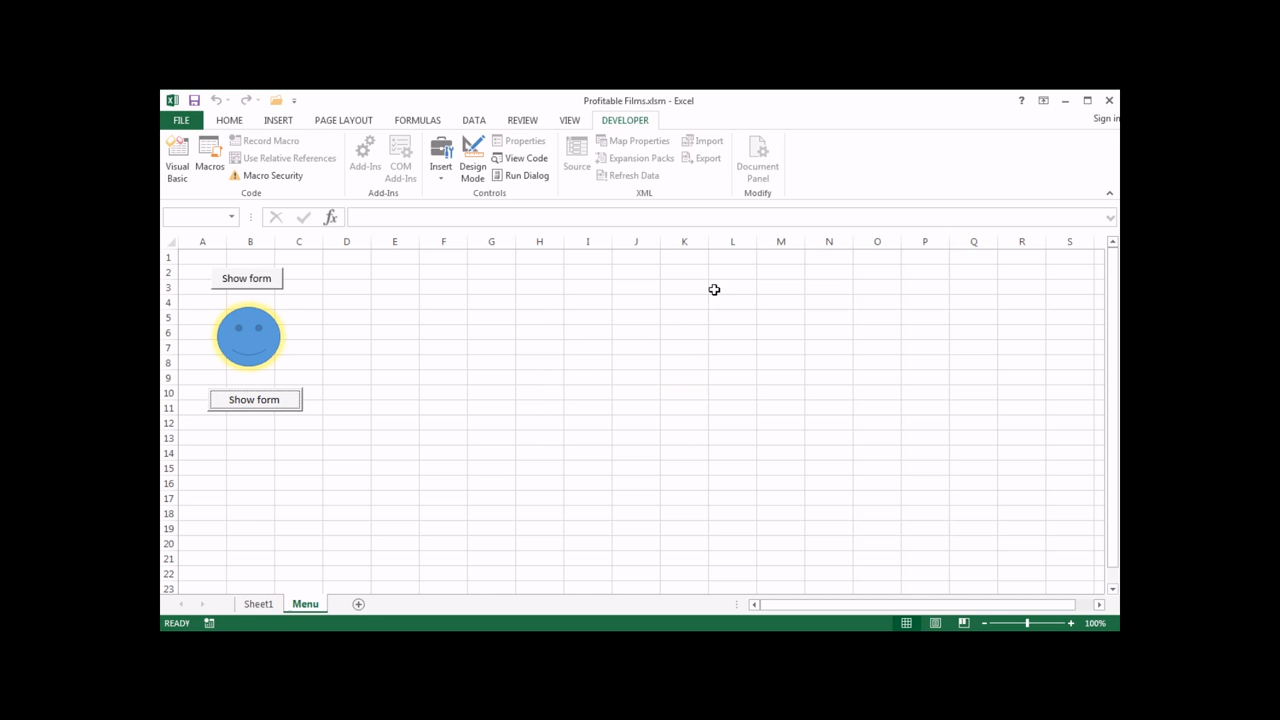 Profitable Films.xlsm - Excel
?
FILE HOME INSERT PAGE LAYOUT FORMULAS DATA REVIEW VIEW DEVELOPER Sign in
Visual Basic
Macros
Record Macro
Use Relative References
Macro Security
Code
Add-Ins
COM Add-Ins
Add-Ins
Insert
Design Mode
Properties
View Code
Run Dialog
Controls
Source
Map Properties
Expansion Packs
Refresh Data
Import
Export
XML
Document Panel
Modify
fx
A B C D E F G H I J K L M N O P Q R S
1
2
Show form
3
4
5
6
7
8
9
10
Show form
11
12
13
14
15
16
17
18
19
20
21
22
23
Sheet1 Menu
READY 100%